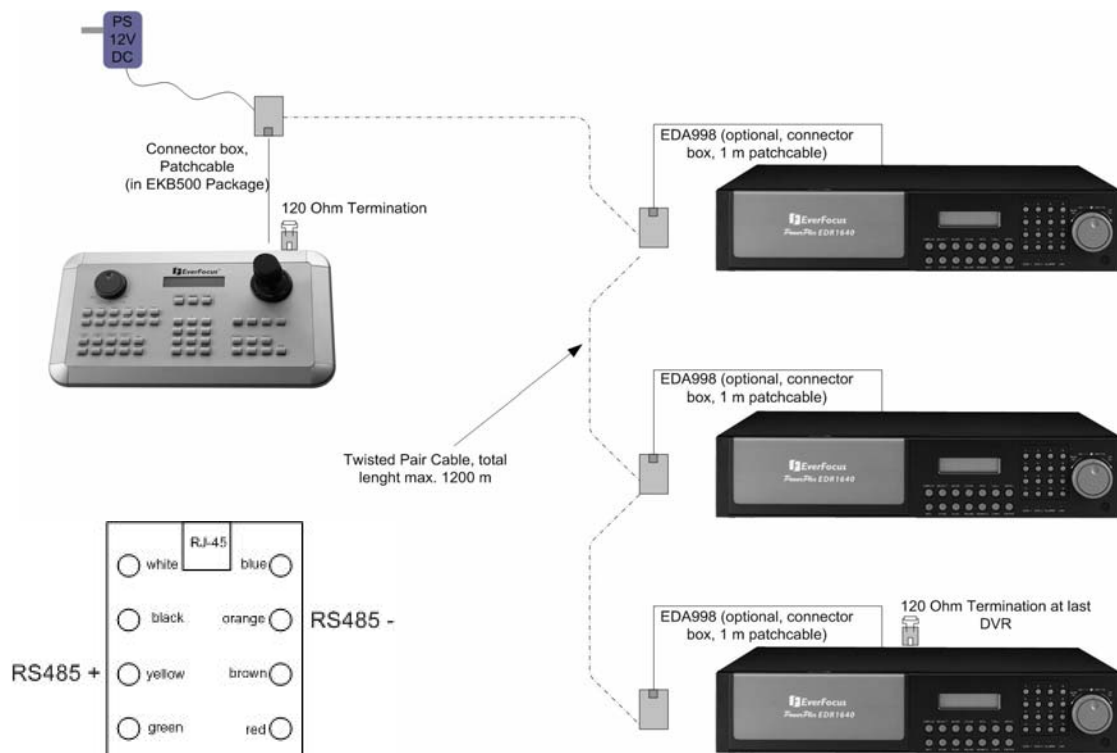 PS
12V
DC
Connector box,
Patchcable
(in EKB500 Package)
120 Ohm Termination
EverFocus
EDA998 (optional, connector
box, 1 m patchcable)
EverFocus
PowerPlex EDR1640
EDA998 (optional, connector
box, 1 m patchcable)
EverFocus
PowerPlex EDR1640
Twisted Pair Cable, total
lenght max. 1200 m
EDA998 (optional, connector
box, 1 m patchcable)
120 Ohm Termination at last
DVR
EverFocus
PowerPlex EDR1640
RJ-45
white
blue
black
orange
RS485 -
RS485 +
yellow
brown
green
red